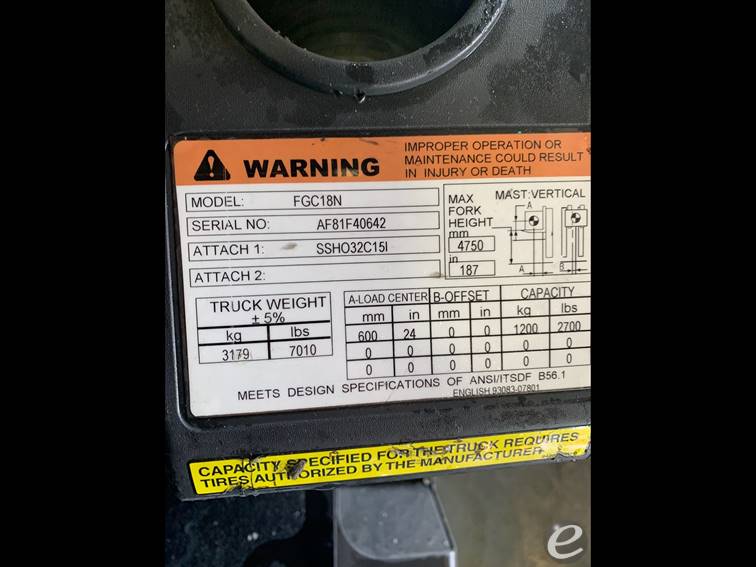 WARNING
IMPROPER OPERATION OR
MAINTENANCE COULD RESULT
IN INJURY OR DEATH
MODEL: FGC18N
SERIAL NO: AF81F40642
ATTACH 1: SSHO32C15I
ATTACH 2:
MAX
FORK
HEIGHT
mm
4750
in
187
MAST:VERTICAL
A
A
B
TRUCK WEIGHT
± 5%
kg lbs
3179 7010
A-LOAD CENTER B-OFFSET CAPACITY
mm in mm in kg lbs
600 24 0 0 1200 2700
0 0 0 0 0 0
0 0 0 0 0 0
MEETS DESIGN SPECIFICATIONS OF ANSI/ITSDF B56.1
ENGLISH 93083-07801
CAPACITY SPECIFIED FOR THE TRUCK REQUIRES
TIRES AUTHORIZED BY THE MANUFACTURER
e